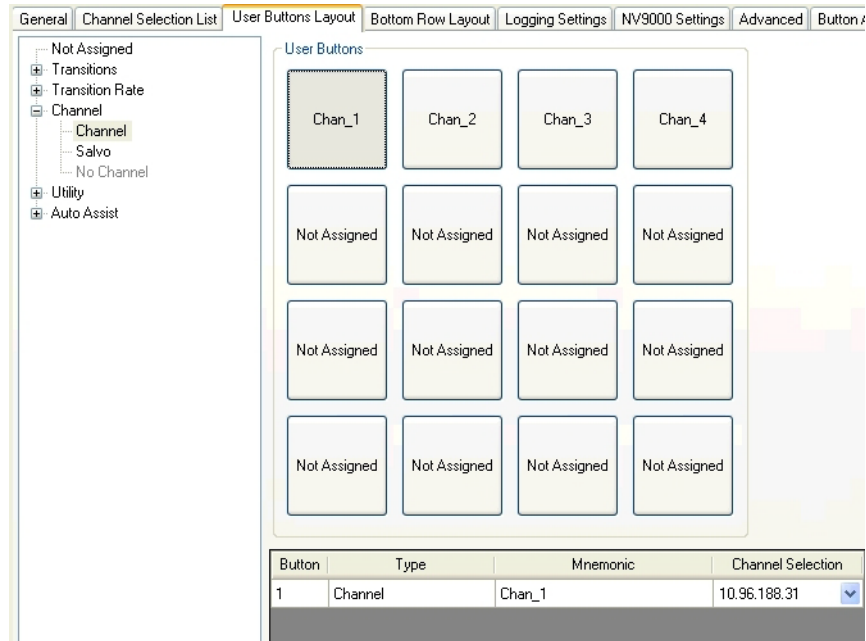 General Channel Selection List User Buttons Layout Bottom Row Layout Logging Settings NV9000 Settings Advanced Button
Not Assigned
Transitions
Transition Rate
Channel
Channel
Salvo
No Channel
Utility
Auto Assist
User Buttons
Chan_1 Chan_2 Chan_3 Chan_4
Not Assigned Not Assigned Not Assigned Not Assigned
Not Assigned Not Assigned Not Assigned Not Assigned
Not Assigned Not Assigned Not Assigned Not Assigned
Button Type Mnemonic Channel Selection
1 Channel Chan_1 10.96.188.31